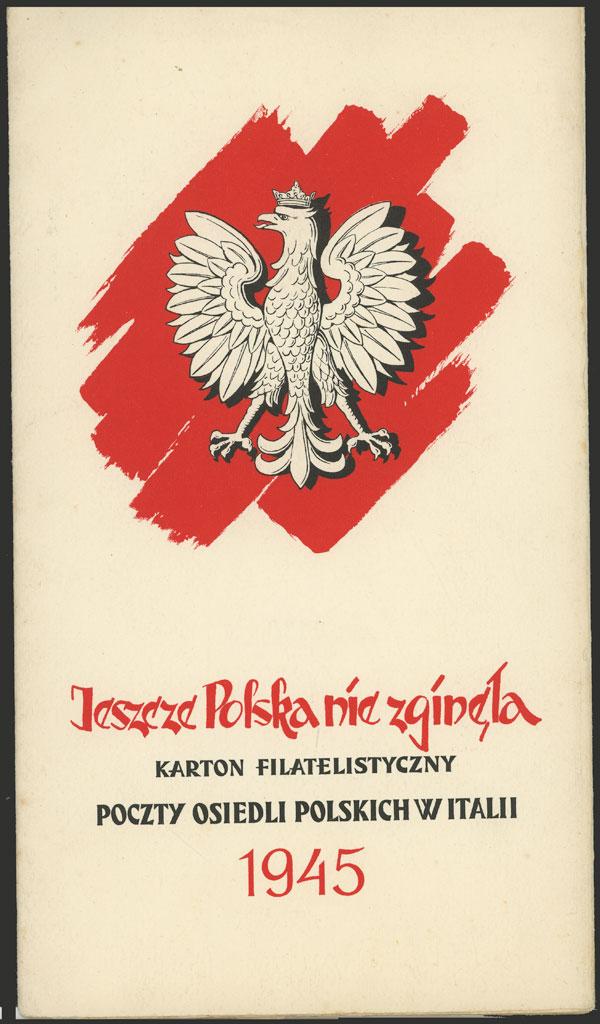 Jeszcze Polska nie zginęła
KARTON FILATELISTYCZNY
POCZTY OSIEDLI POLSKICH W ITALII
1945